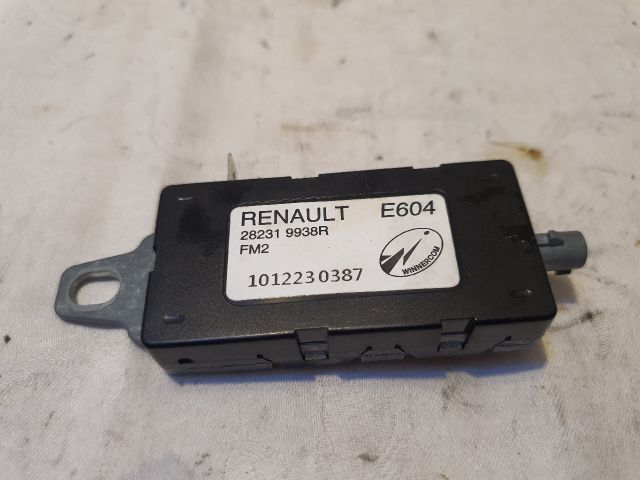 RENAULT E604
28231 9938R
FM2
WINNERCOM
1012230387